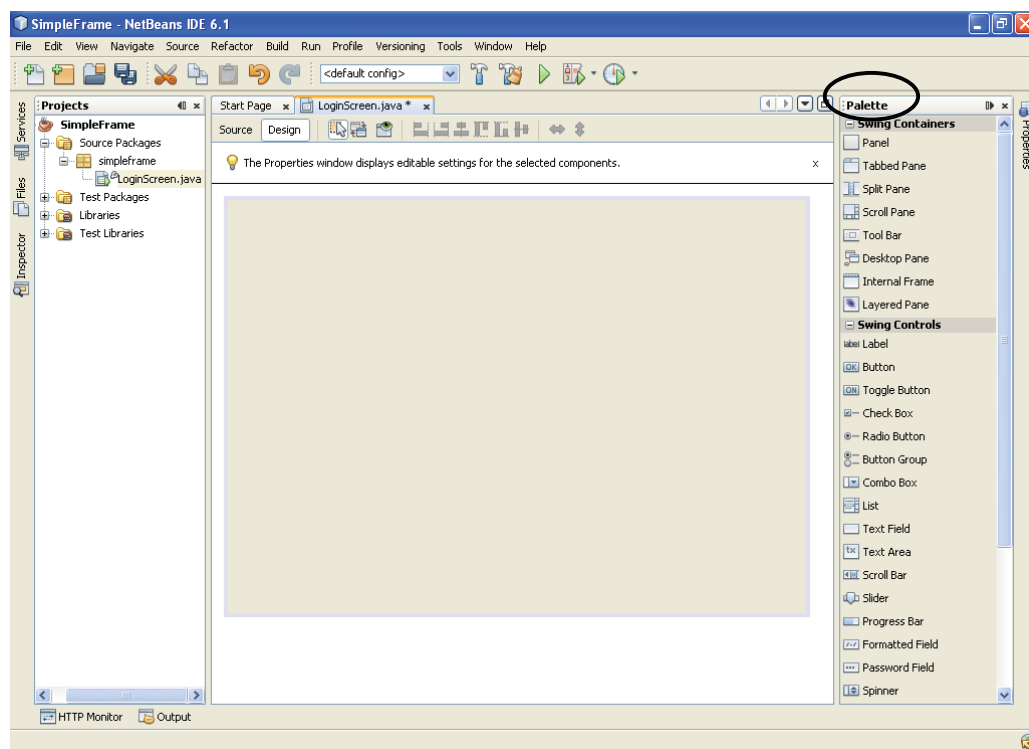 SimpleFrame - NetBeans IDE 6.1
File Edit View Navigate Source Refactor Build Run Profile Versioning Tools Window Help
<default config>
Services
Files
Inspector
Projects
SimpleFrame
Source Packages
simpleframe
LoginScreen.java
Test Packages
Libraries
Test Libraries
Start Page LoginScreen.java *
Source Design
The Properties window displays editable settings for the selected components. x
Palette
Swing Containers
Panel
Tabbed Pane
Split Pane
Scroll Pane
Tool Bar
Desktop Pane
Internal Frame
Layered Pane
Swing Controls
label Label
OK Button
ON Toggle Button
Check Box
Radio Button
Button Group
Combo Box
List
Text Field
tx Text Area
Scroll Bar
Slider
Progress Bar
Formatted Field
Password Field
Spinner
Properties
HTTP Monitor Output